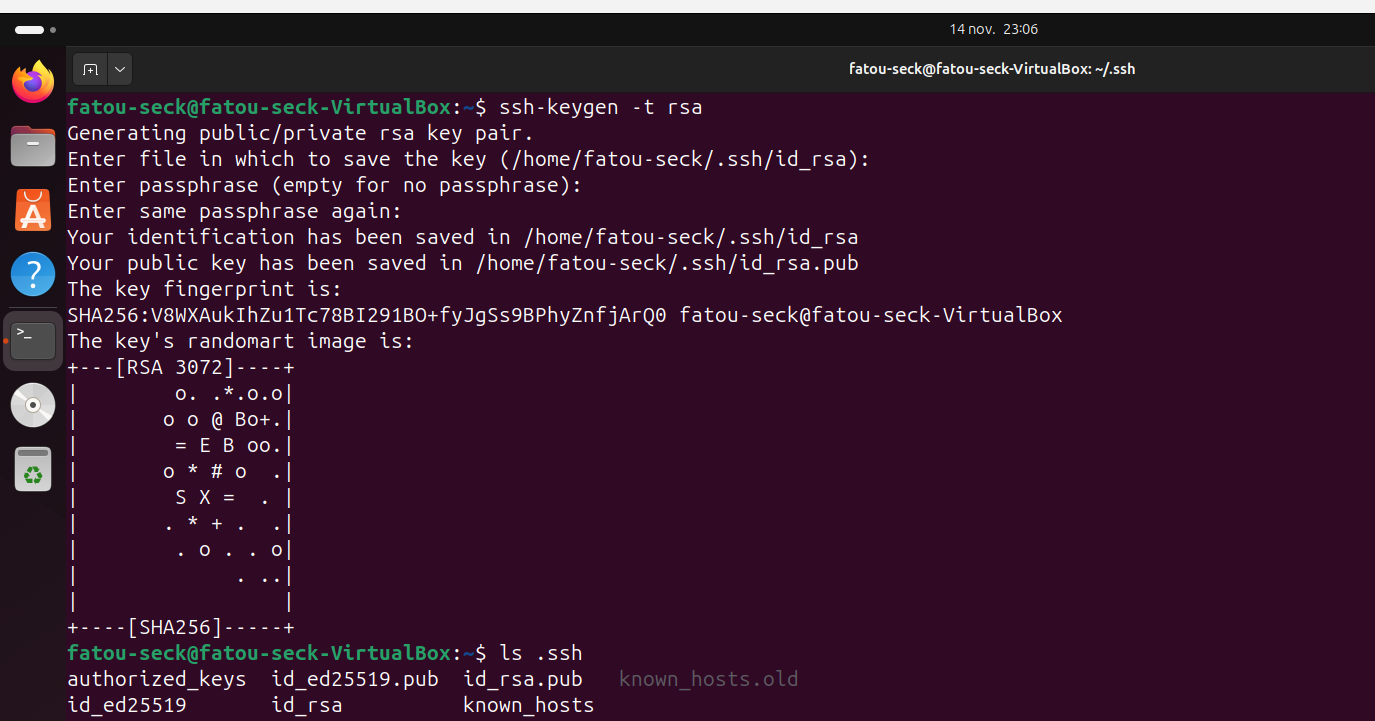 14 nov. 23:06
fatou-seck@fatou-seck-VirtualBox: ~/.ssh
fatou-seck@fatou-seck-VirtualBox:~$ ssh-keygen -t rsa
Generating public/private rsa key pair.
Enter file in which to save the key (/home/fatou-seck/.ssh/id_rsa):
Enter passphrase (empty for no passphrase):
Enter same passphrase again:
Your identification has been saved in /home/fatou-seck/.ssh/id_rsa
Your public key has been saved in /home/fatou-seck/.ssh/id_rsa.pub
The key fingerprint is:
SHA256:V8WXAukIhZu1Tc78BI291BO+fyJgSs9BPhyZnfjArQ0 fatou-seck@fatou-seck-VirtualBox
The key's randomart image is:
+---[RSA 3072]----+
|        o. .*.o.o|
|       o o @ Bo+.|
|        = E B oo.|
|       o * # o  .|
|        S X =  . |
|       . * + .  .|
|        . o . . o|
|             . ..|
|                 |
+----[SHA256]-----+
fatou-seck@fatou-seck-VirtualBox:~$ ls .ssh
authorized_keys  id_ed25519.pub  id_rsa.pub   known_hosts.old
id_ed25519       id_rsa          known_hosts